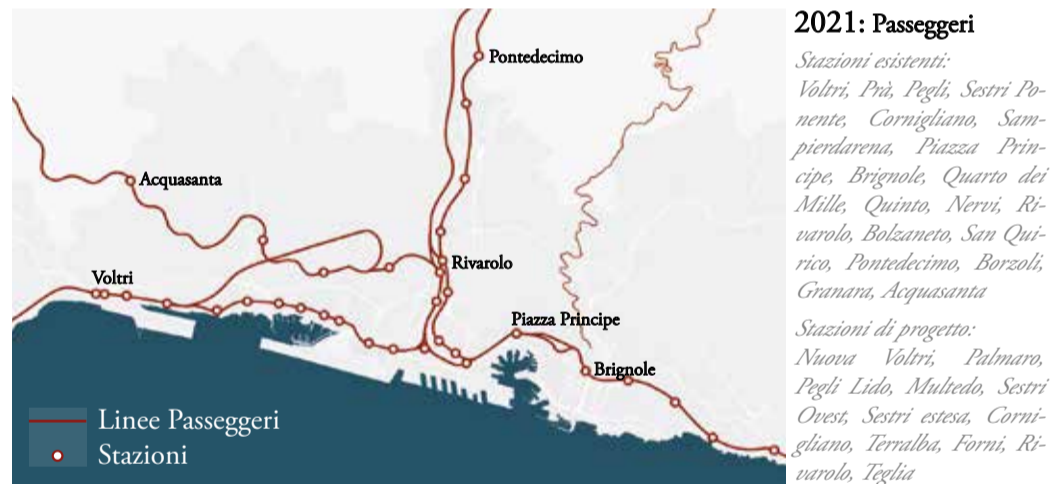 Pontedecimo
Acquasanta
Voltri
Rivarolo
Piazza Principe
Brignole
Linee Passeggeri
Stazioni
2021: Passeggeri
Stazioni esistenti:
Voltri, Prà, Pegli, Sestri Po-
nente, Cornigliano, Sam-
pierdarena, Piazza Prin-
cipe, Brignole, Quarto dei
Mille, Quinto, Nervi, Ri-
varolo, Bolzaneto, San Qui-
rico, Pontedecimo, Borzoli,
Granara, Acquasanta
Stazioni di progetto:
Nuova Voltri, Palmaro,
Pegli Lido, Multedo, Sestri
Ovest, Sestri estesa, Corni-
gliano, Terralba, Forni, Ri-
varolo, Teglia